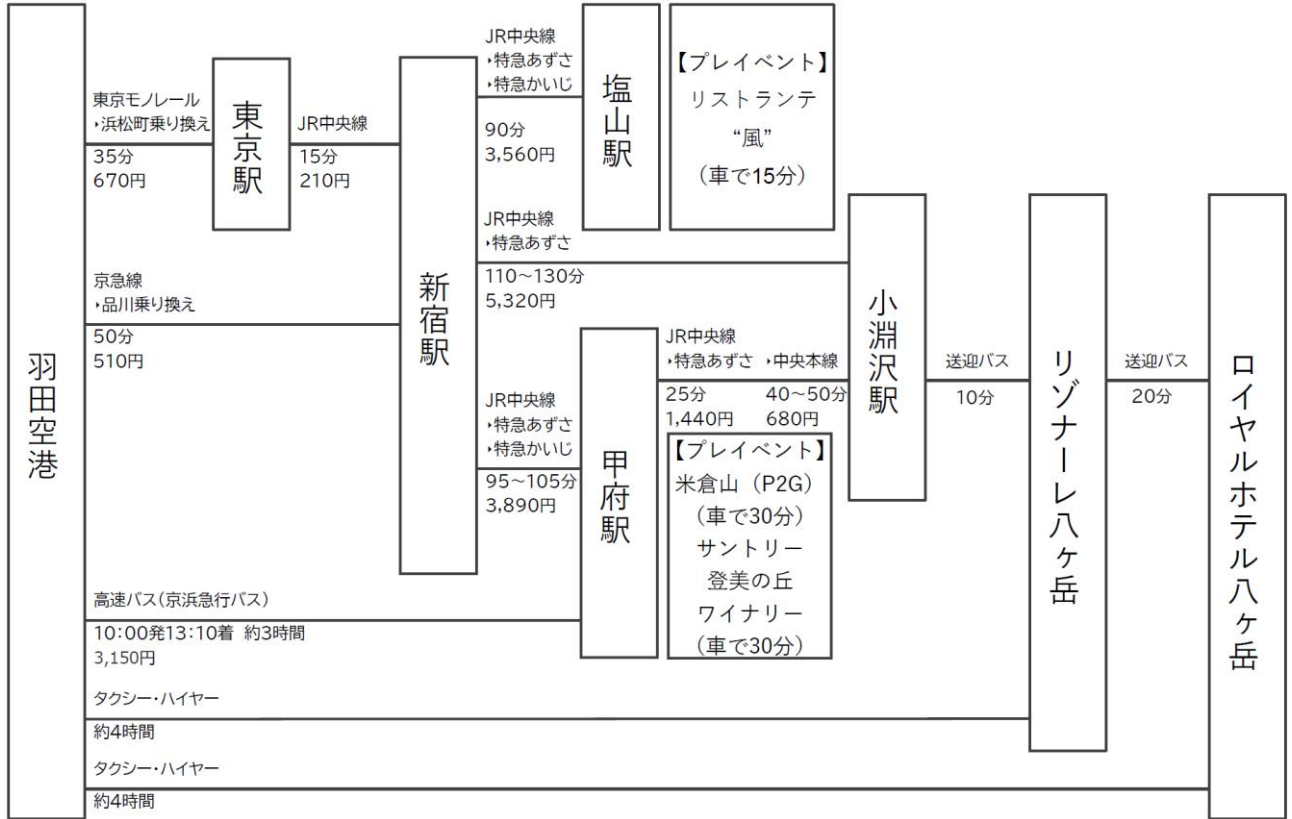 羽田空港
東京モノレール
▸浜松町乗り換え
35分
670円
東京駅
JR中央線
15分
210円
京急線
▸品川乗り換え
50分
510円
新宿駅
JR中央線
▸特急あずさ
▸特急かいじ
90分
3,560円
塩山駅
【プレイベント】
リストランテ
“風”
（車で15分）
JR中央線
▸特急あずさ
110～130分
5,320円
JR中央線
▸特急あずさ
▸特急かいじ
95～105分
3,890円
甲府駅
JR中央線
▸特急あずさ ▸中央本線
25分 40～50分
1,440円 680円
【プレイベント】
米倉山（P2G）
（車で30分）
サントリー
登美の丘
ワイナリー
（車で30分）
小淵沢駅
送迎バス
10分
リゾナーレ八ヶ岳
送迎バス
20分
ロイヤルホテル八ヶ岳
高速バス(京浜急行バス)
10:00発13:10着 約3時間
3,150円
タクシー・ハイヤー
約4時間
タクシー・ハイヤー
約4時間